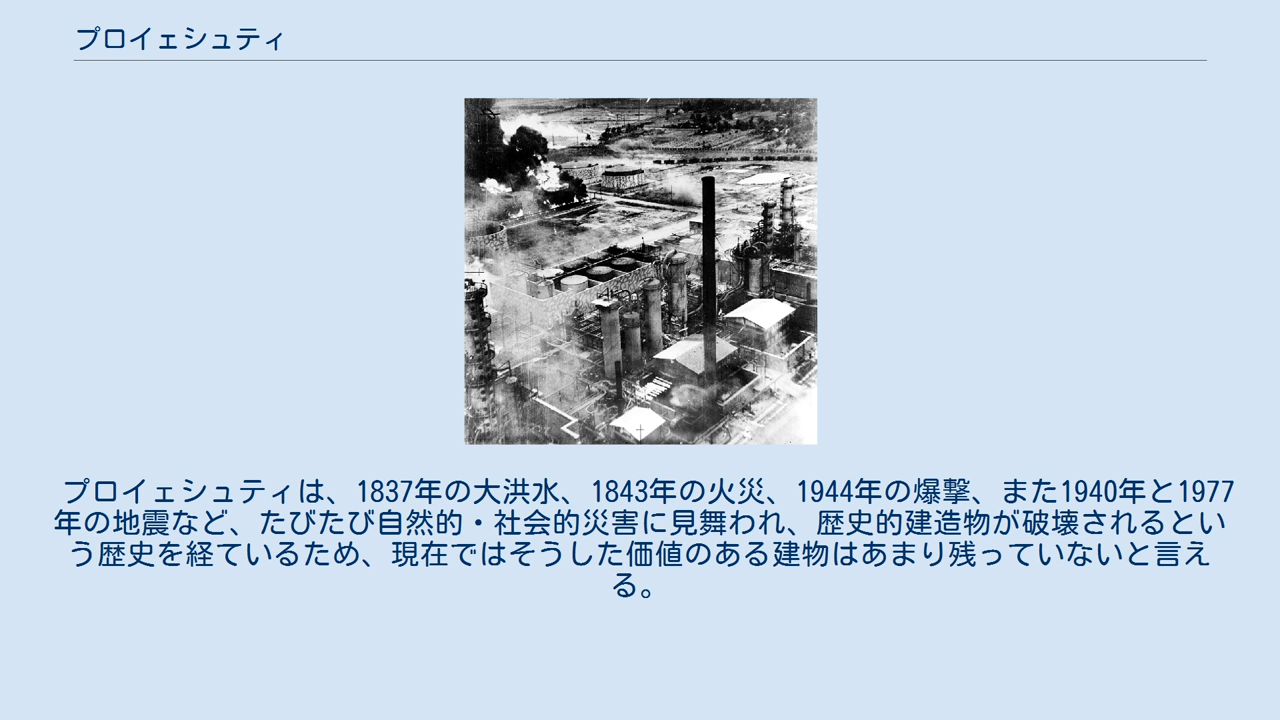 プロイェシュティ
プロイェシュティは、1837年の大洪水、1843年の火災、1944年の爆撃、また1940年と1977
年の地震など、たびたび自然的・社会的災害に見舞われ、歴史的建造物が破壊されるとい
う歴史を経ているため、現在ではそうした価値のある建物はあまり残っていないと言え
る。